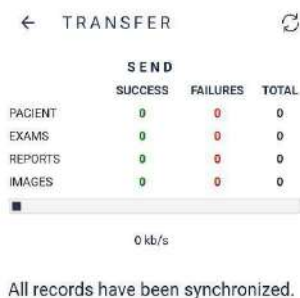 TRANSFER
SEND
SUCCESS FAILURES TOTAL
PACIENT 0 0 0
EXAMS 0 0 0
REPORTS 0 0 0
IMAGES 0 0 0
0 kb/s
All records have been synchronized.